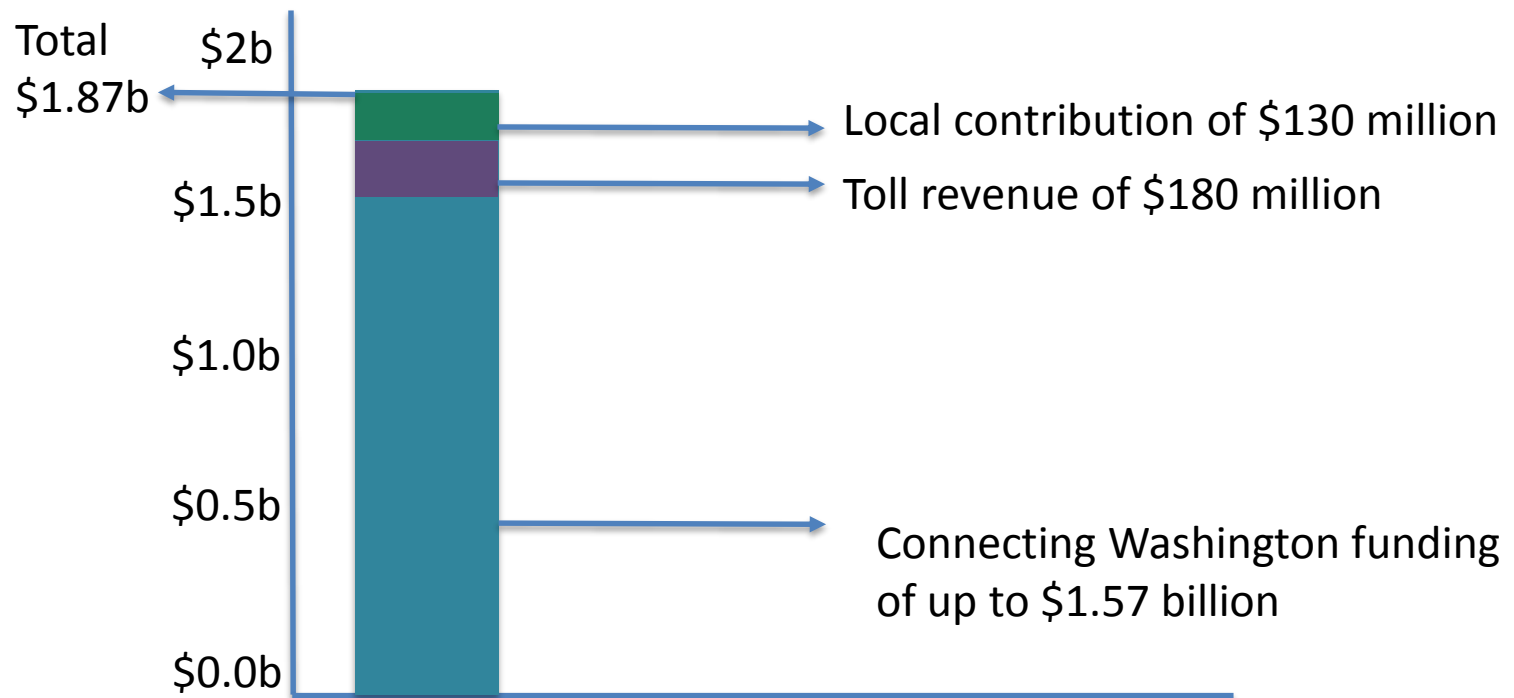 Total
$1.87b
$2b
Local contribution of $130 million
Toll revenue of $180 million
$1.5b
$1.0b
$0.5b
Connecting Washington funding
of up to $1.57 billion
$0.0b